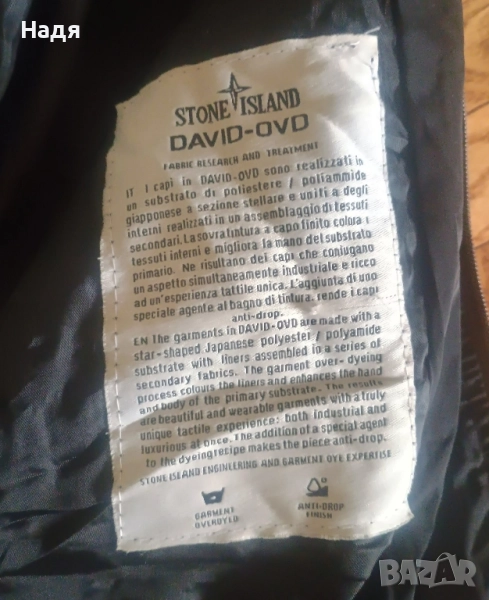 Надя
STONE ISLAND
DAVID-OVD
FABRIC RESEARCH AND TREATMENT
IT I capi in DAVID-OVD sono realizzati in
un substrato di poliestere / poliammide
giapponese a sezione stellare e uniti a degli
interni realizzati in un assemblaggio di tessuti
secondari. La sovratintura a capo finito colora i
tessuti interni e migliora la mano del substrato
primario. Ne risultano dei capi che coniugano
un aspetto simultaneamente industriale e ricco
ad un'esperienza tattile unica. L'aggiunta di uno
speciale agente al bagno di tintura, rende i capi
anti-drop.
EN The garments in DAVID-OVD are made with a
star-shaped Japanese polyester / polyamide
substrate with liners assembled in a series of
secondary fabrics. The garment over-dyeing
process colours the liners and enhances the hand
and body of the primary substrate. The results
are beautiful and wearable garments with a truly
unique tactile experience: both industrial and
luxurious at once. The addition of a special agent
to the dyeing recipe makes the piece anti-drop.
STONE ISLAND ENGINEERING AND GARMENT DYE EXPERTISE
GARMENT
OVERDYED
ANTI-DROP
FINISH
BAZAR